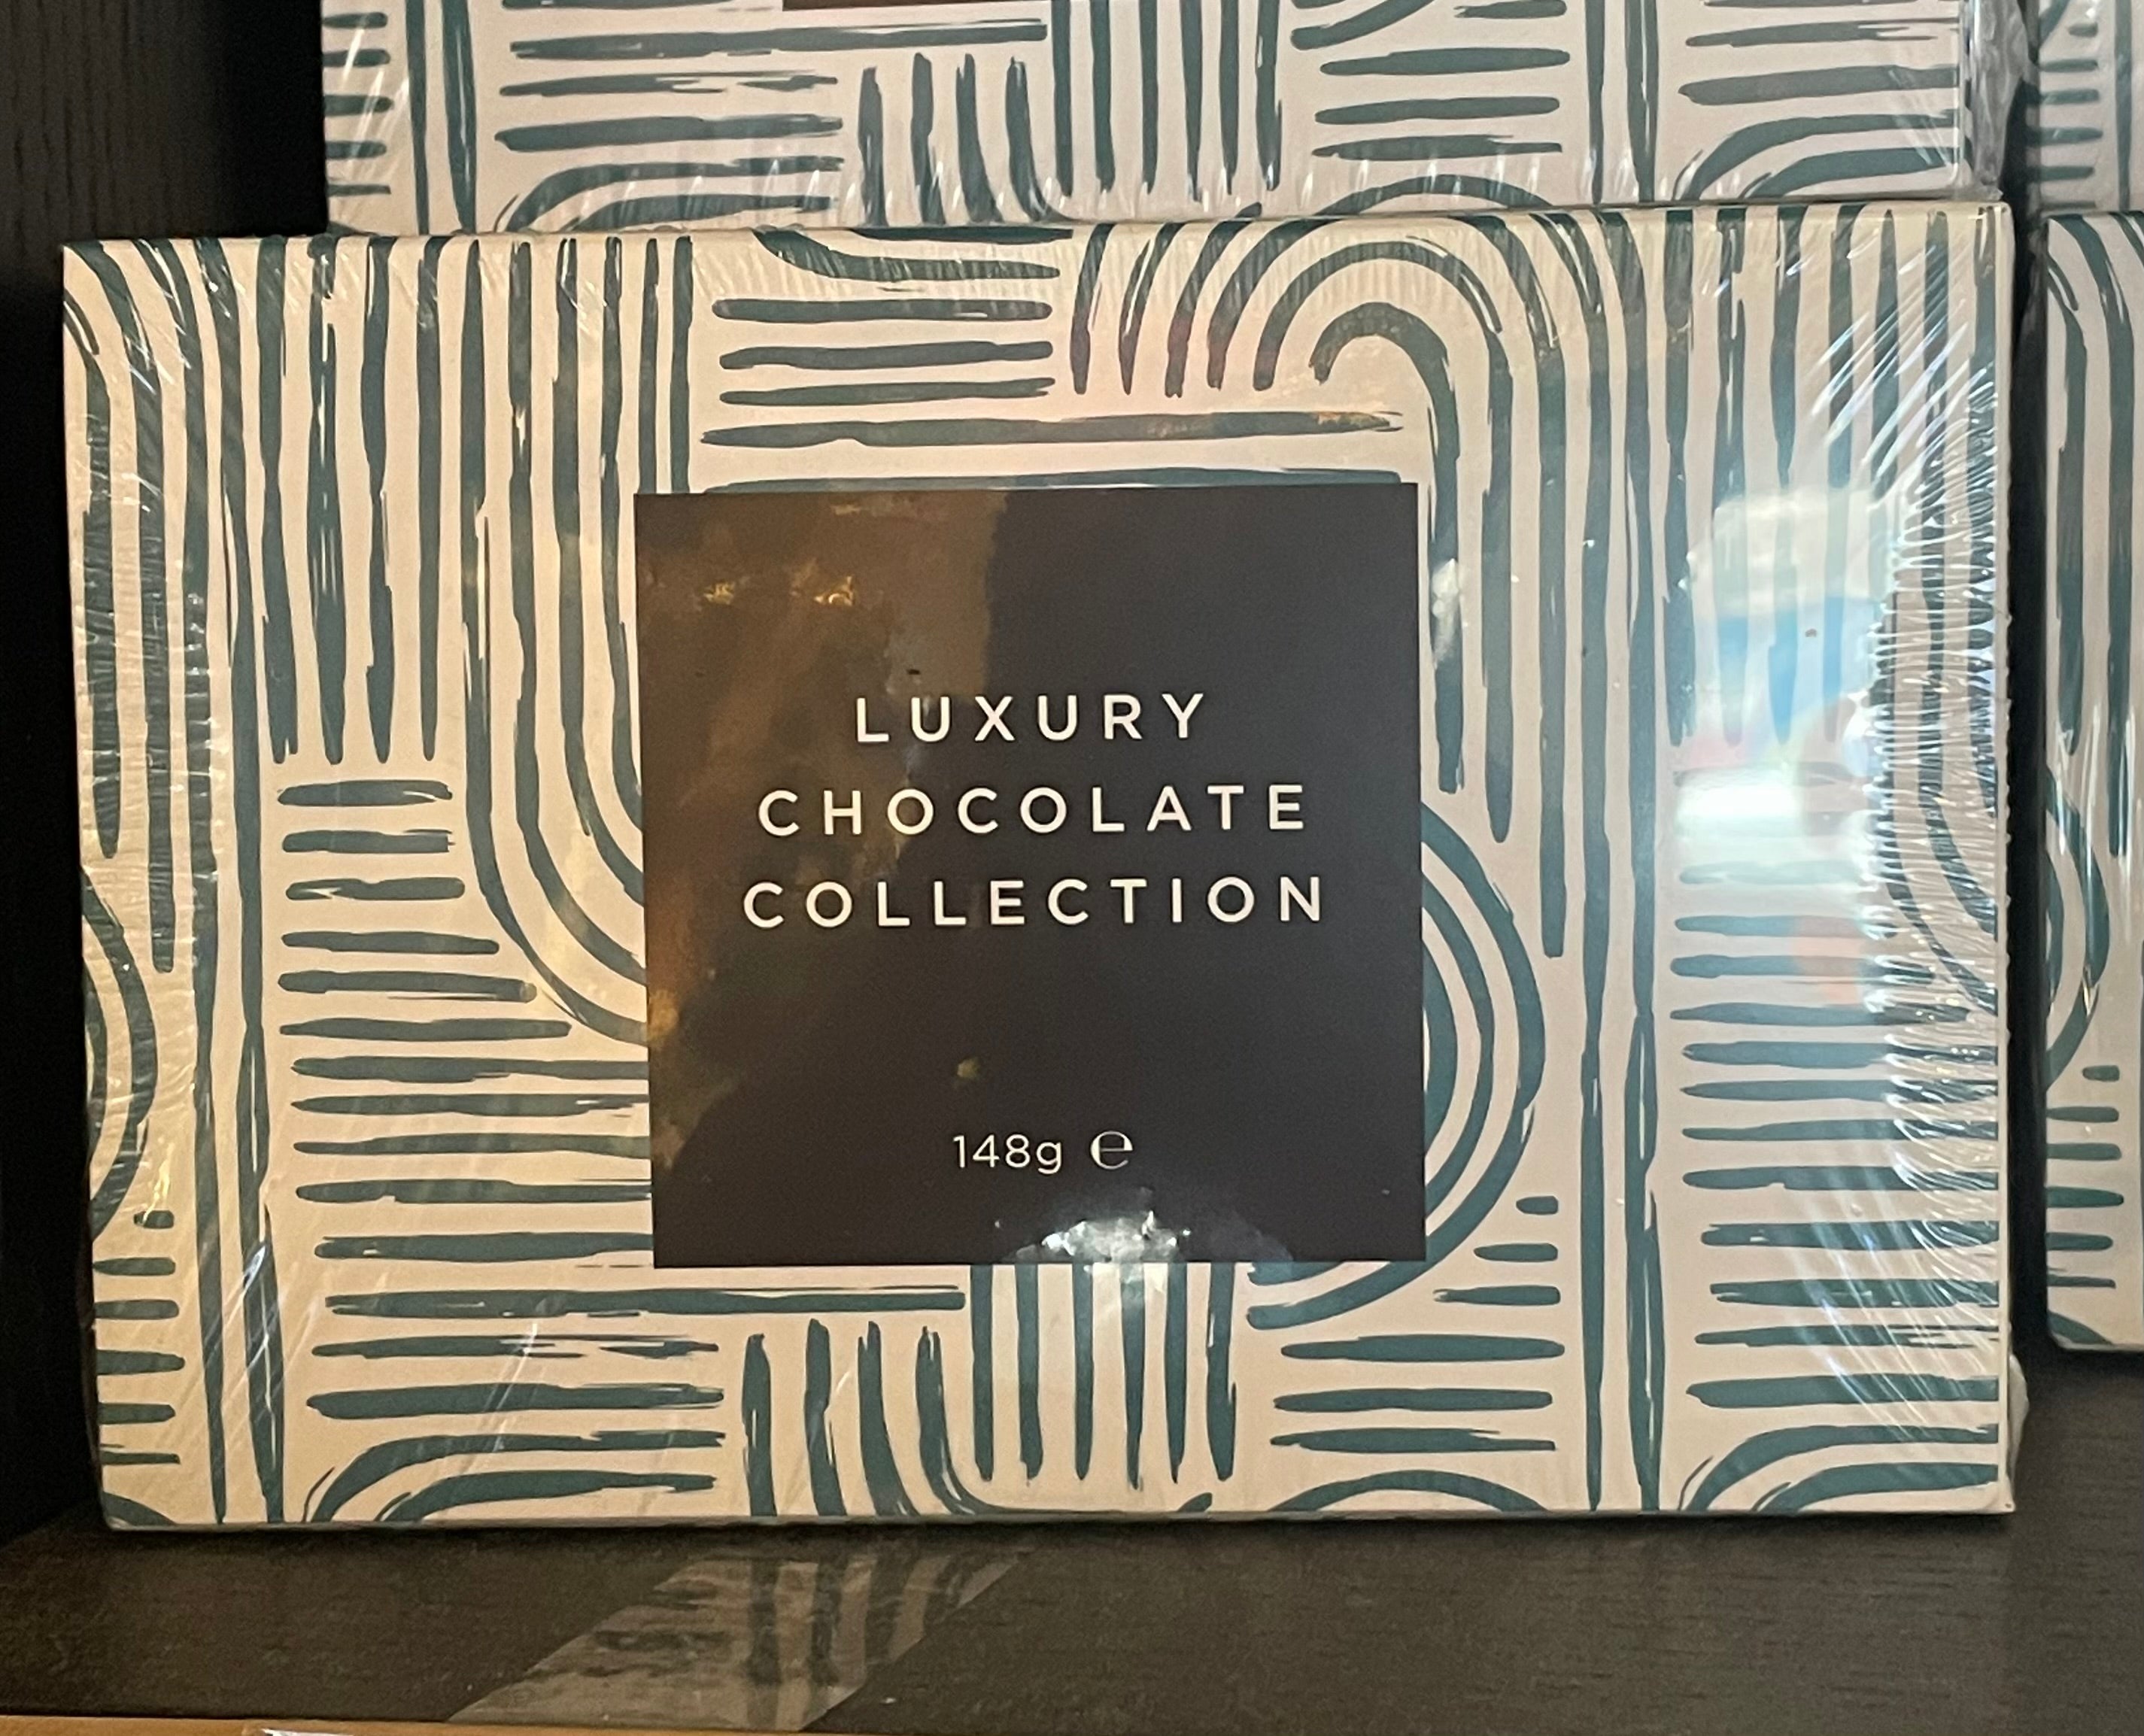 LUXURY
CHOCOLATE
COLLECTION
148g ℮